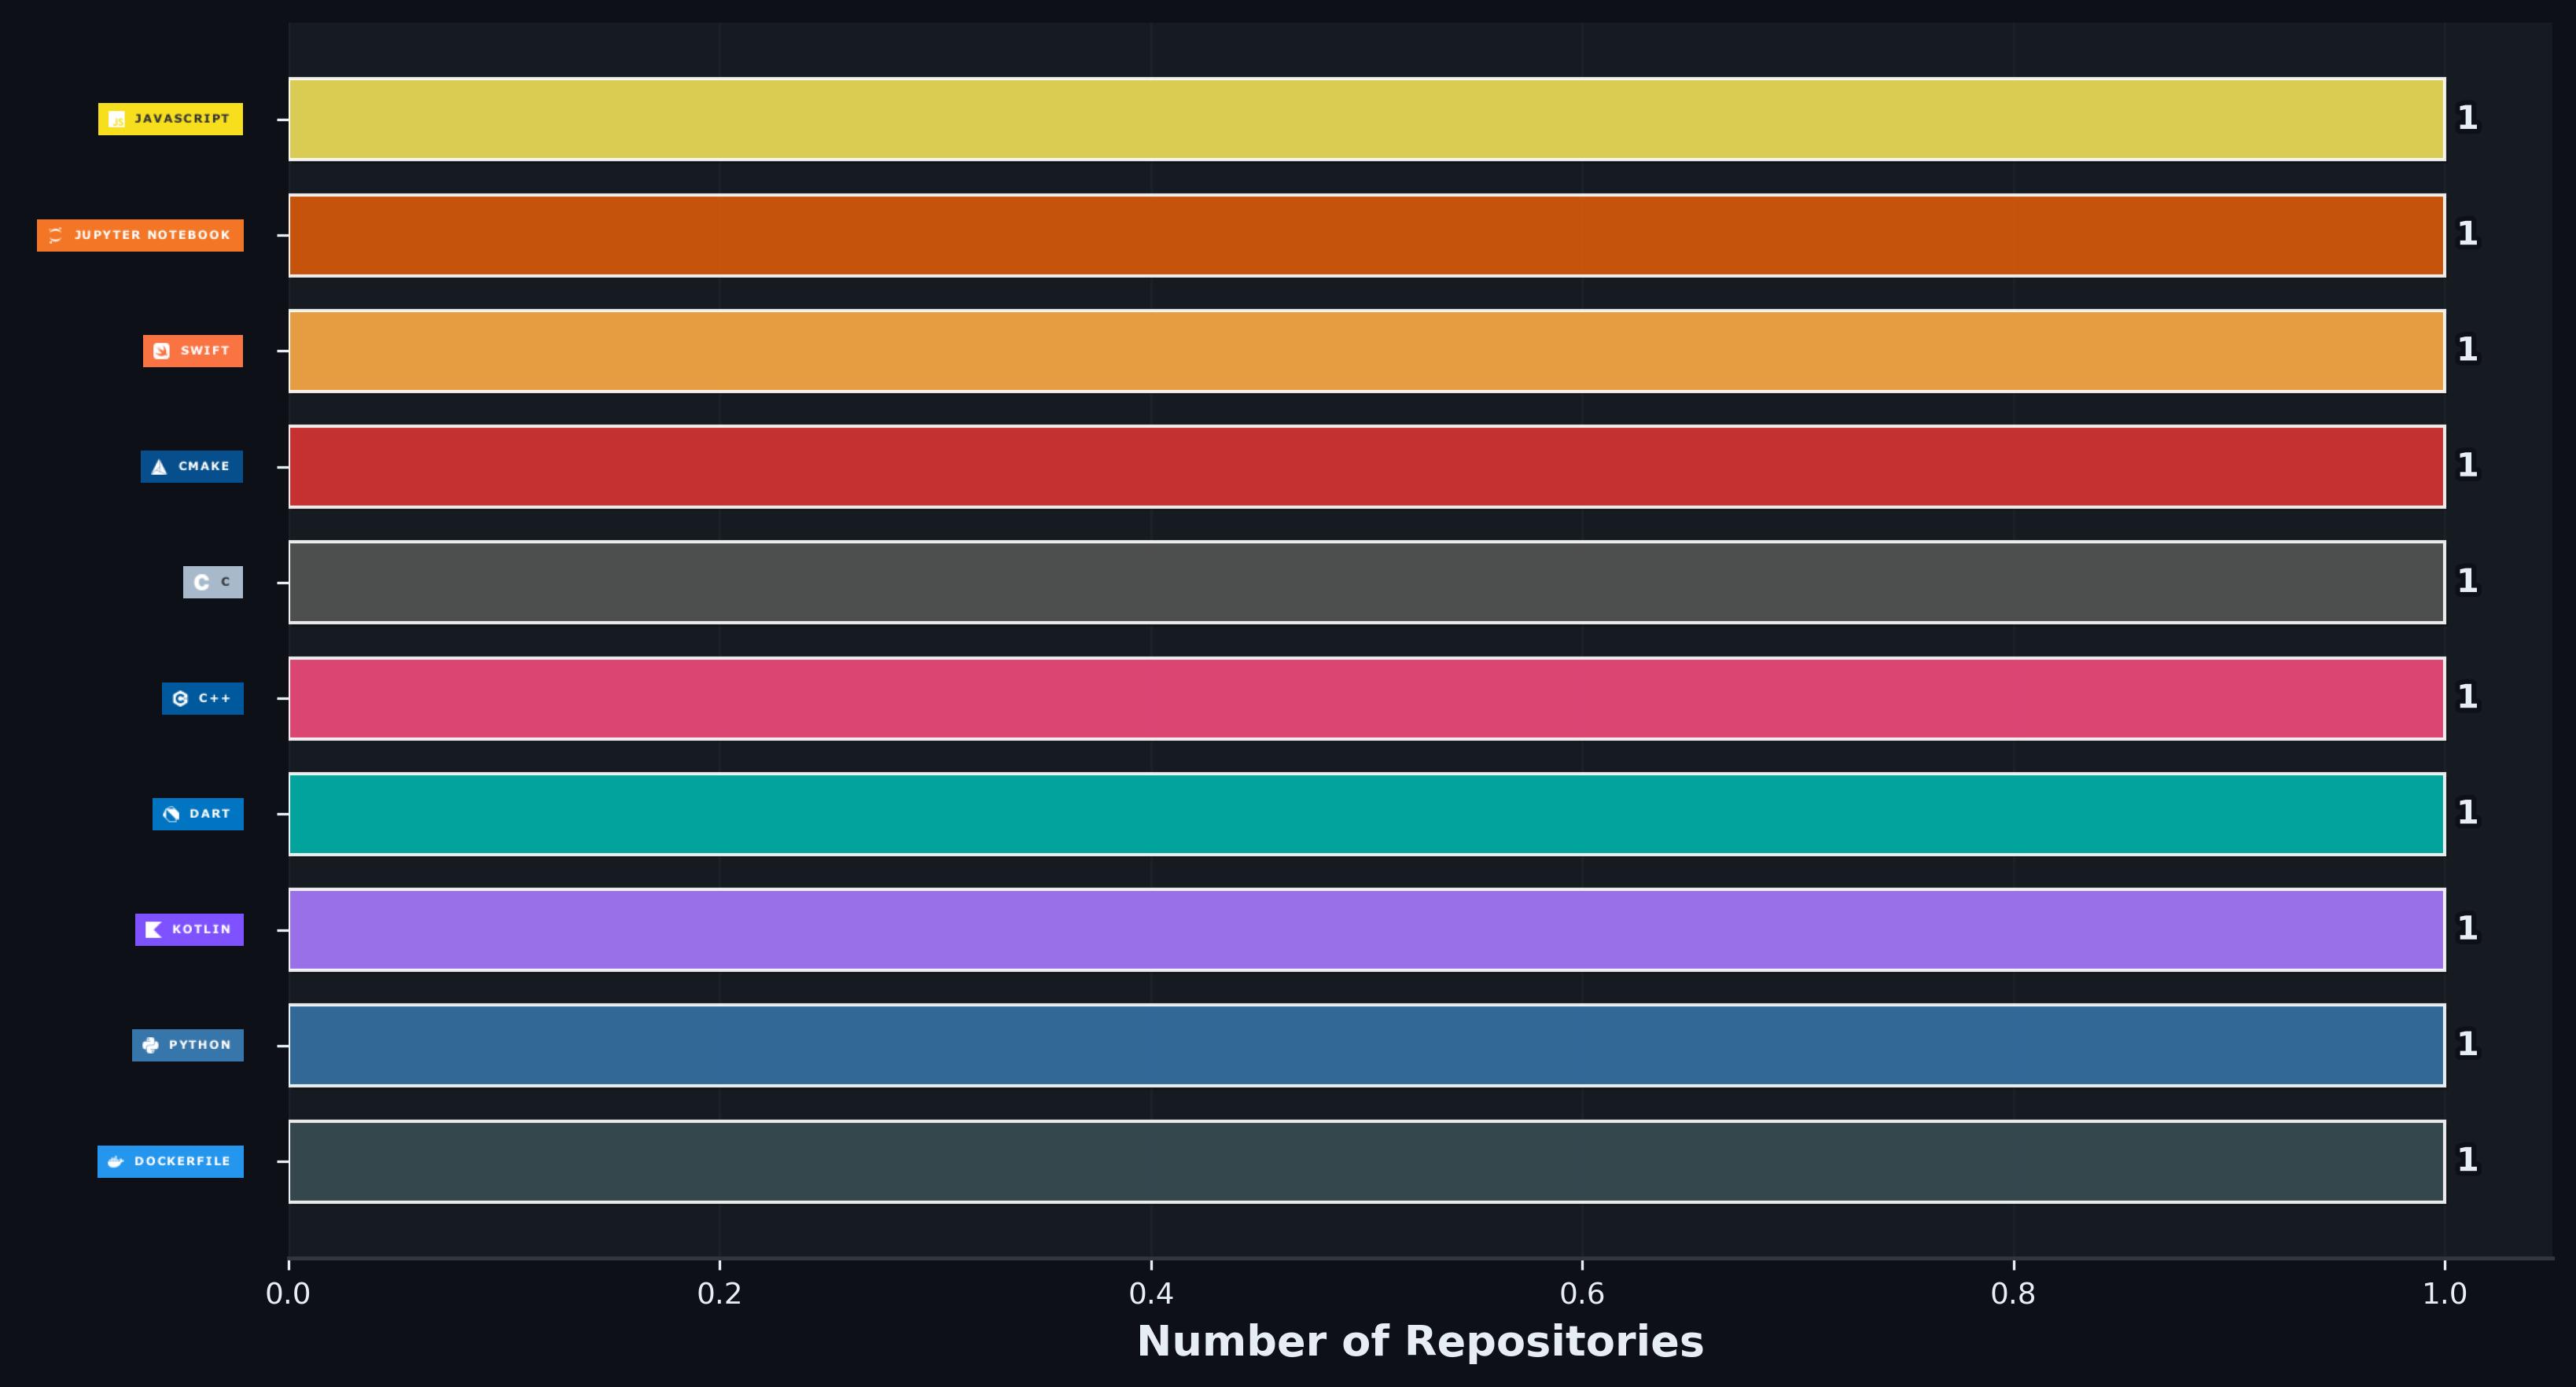 JAVASCRIPT 1
JUPYTER NOTEBOOK 1
SWIFT 1
CMAKE 1
C C 1
C++ 1
DART 1
KOTLIN 1
PYTHON 1
DOCKERFILE 1
0.0 0.2 0.4 0.6 0.8 1.0
Number of Repositories